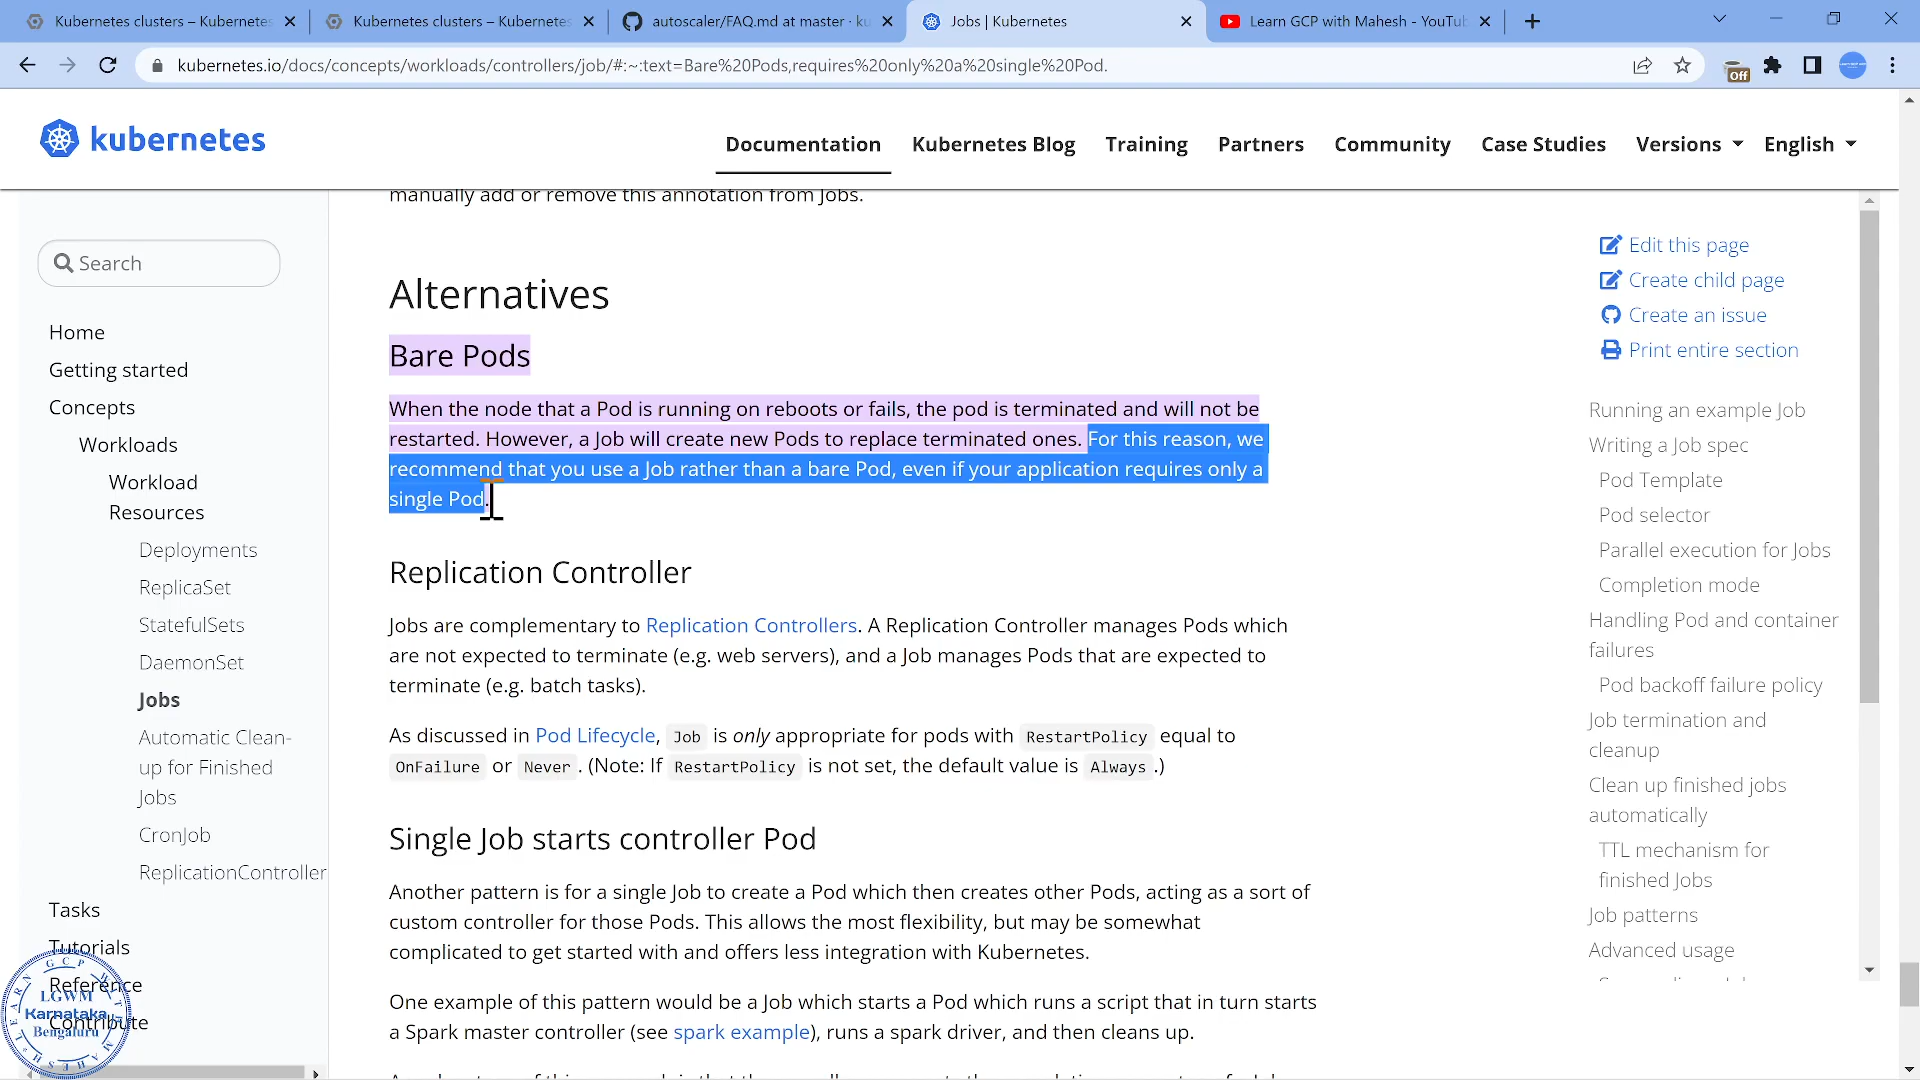 Kubernetes clusters – Kubernetes
Kubernetes clusters – Kubernetes
autoscaler/FAQ.md at master · ku
Jobs | Kubernetes
Learn GCP with Mahesh - YouTub
kubernetes.io/docs/concepts/workloads/controllers/job/#:~:text=Bare%20Pods,requires%20only%20a%20single%20Pod.
Off
kubernetes
Documentation
Kubernetes Blog
Training
Partners
Community
Case Studies
Versions
English
Search
Home
Getting started
Concepts
Workloads
Workload
Resources
Deployments
ReplicaSet
StatefulSets
DaemonSet
Jobs
Automatic Clean-
up for Finished
Jobs
CronJob
ReplicationController
Tasks
Tutorials
Reference
Contribute
LEARN GCP WITH MAHESH
LGWM
Karnataka
Bengaluru
manually add or remove this annotation from Jobs.
Alternatives
Bare Pods
When the node that a Pod is running on reboots or fails, the pod is terminated and will not be
restarted. However, a Job will create new Pods to replace terminated ones. For this reason, we
recommend that you use a Job rather than a bare Pod, even if your application requires only a
single Pod.
Replication Controller
Jobs are complementary to Replication Controllers. A Replication Controller manages Pods which
are not expected to terminate (e.g. web servers), and a Job manages Pods that are expected to
terminate (e.g. batch tasks).
As discussed in Pod Lifecycle, Job is only appropriate for pods with RestartPolicy equal to
OnFailure or Never. (Note: If RestartPolicy is not set, the default value is Always.)
Single Job starts controller Pod
Another pattern is for a single Job to create a Pod which then creates other Pods, acting as a sort of
custom controller for those Pods. This allows the most flexibility, but may be somewhat
complicated to get started with and offers less integration with Kubernetes.
One example of this pattern would be a Job which starts a Pod which runs a script that in turn starts
a Spark master controller (see spark example), runs a spark driver, and then cleans up.
Edit this page
Create child page
Create an issue
Print entire section
Running an example Job
Writing a Job spec
Pod Template
Pod selector
Parallel execution for Jobs
Completion mode
Handling Pod and container
failures
Pod backoff failure policy
Job termination and
cleanup
Clean up finished jobs
automatically
TTL mechanism for
finished Jobs
Job patterns
Advanced usage